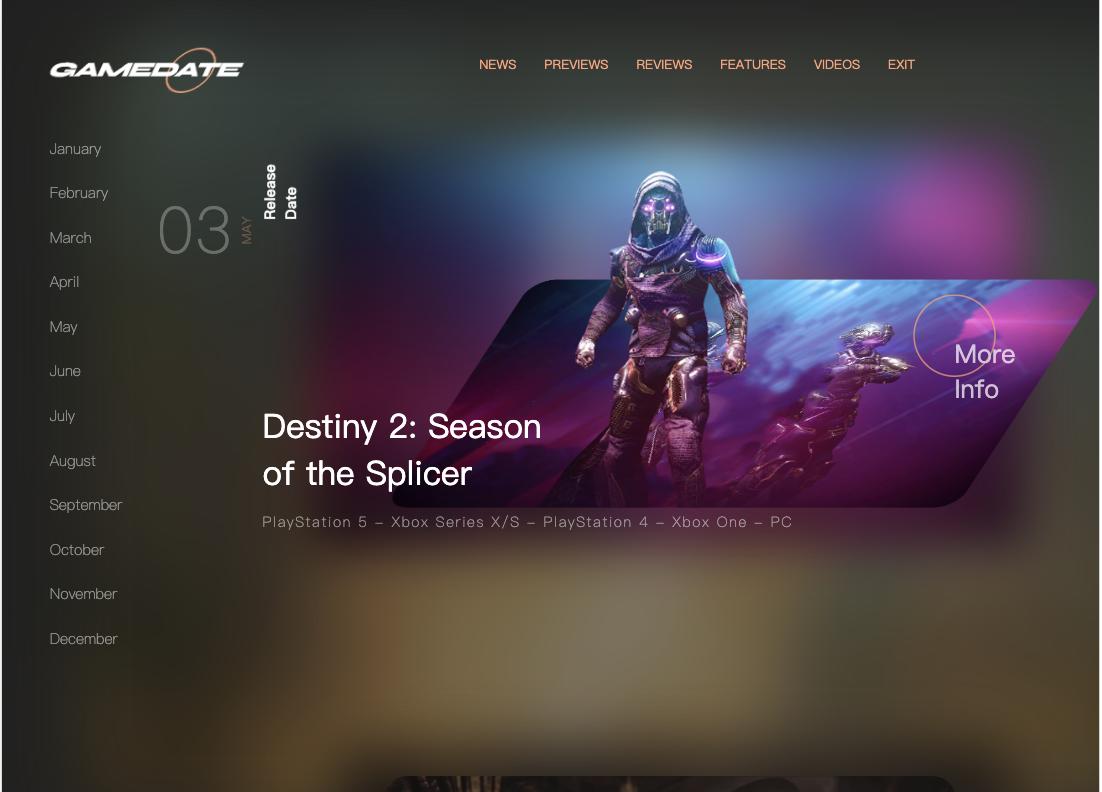 GAMEDATE
NEWS PREVIEWS REVIEWS FEATURES VIDEOS EXIT
January
February
March
April
May
June
July
August
September
October
November
December
03
MAY
Release
Date
More
Info
Destiny 2: Season
of the Splicer
PlayStation 5 – Xbox Series X/S – PlayStation 4 – Xbox One – PC